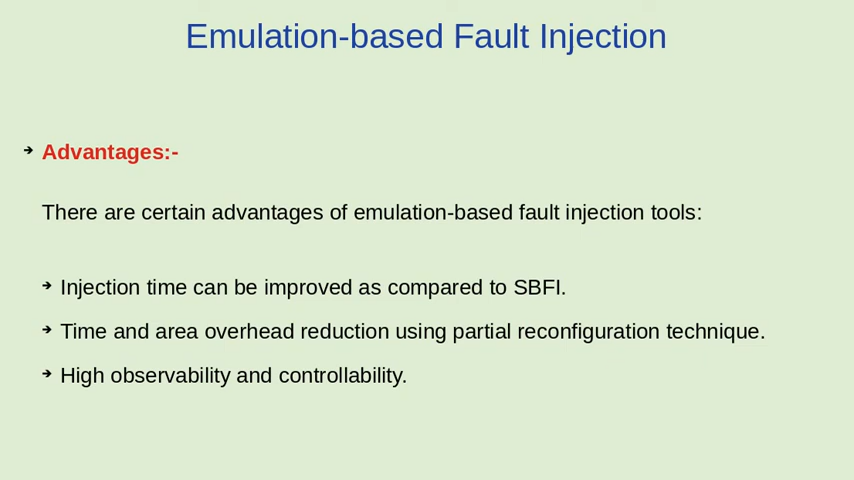 Emulation-based Fault Injection
➔ Advantages:-
There are certain advantages of emulation-based fault injection tools:
➔ Injection time can be improved as compared to SBFI.
➔ Time and area overhead reduction using partial reconfiguration technique.
➔ High observability and controllability.